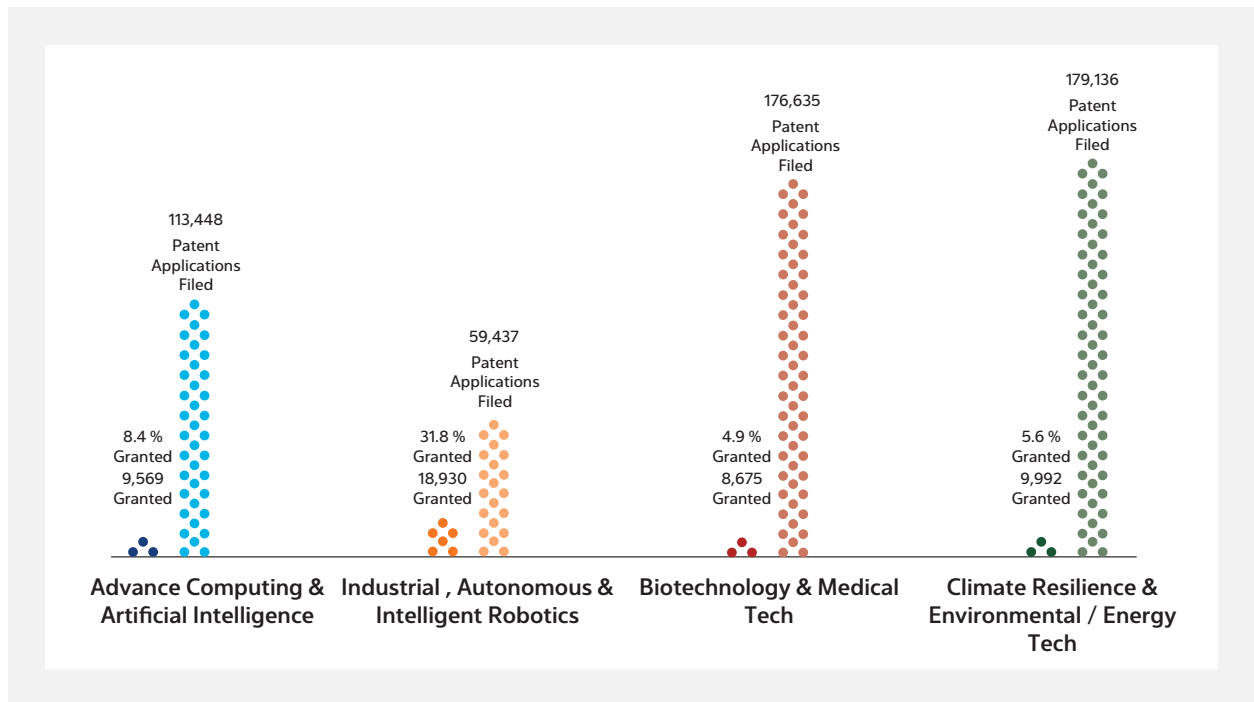 113,448
Patent
Applications
Filed
8.4 %
Granted
9,569
Granted
Advance Computing &
Artificial Intelligence
59,437
Patent
Applications
Filed
31.8 %
Granted
18,930
Granted
Industrial , Autonomous &
Intelligent Robotics
176,635
Patent
Applications
Filed
4.9 %
Granted
8,675
Granted
Biotechnology & Medical
Tech
179,136
Patent
Applications
Filed
5.6 %
Granted
9,992
Granted
Climate Resilience &
Environmental / Energy
Tech